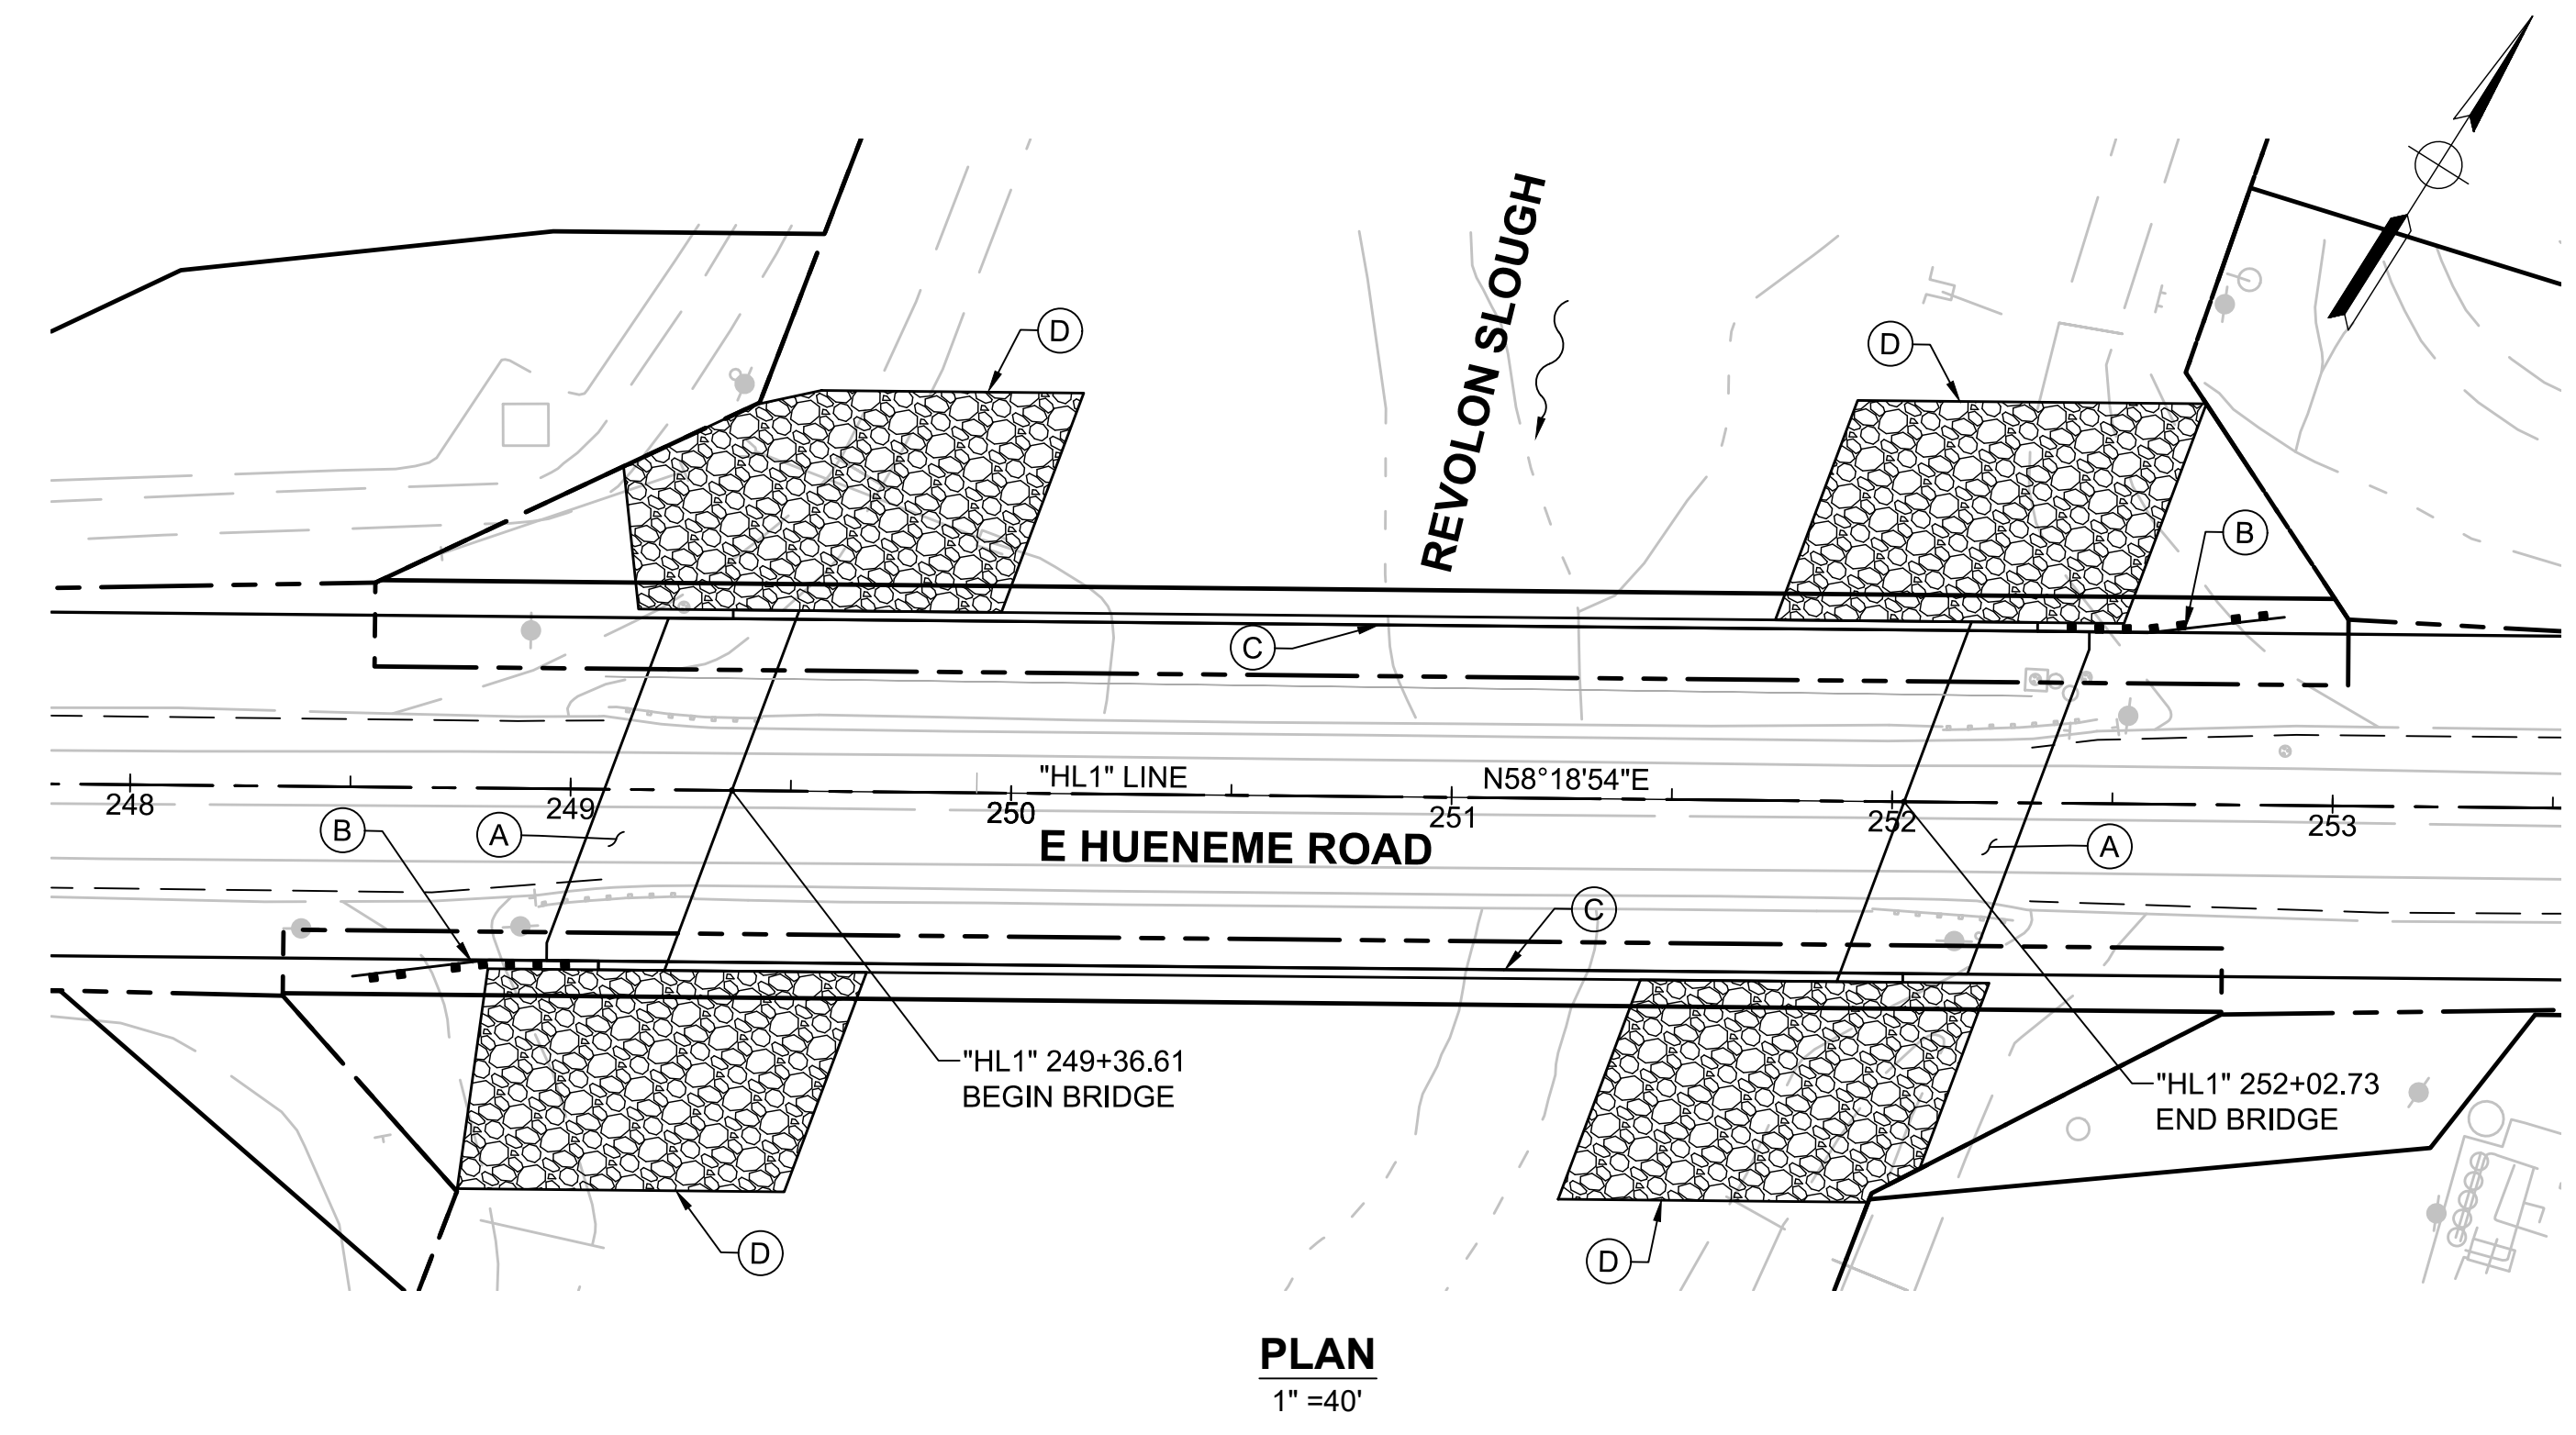 D
D
REVOLON SLOUGH
B
C
"HL1" LINE
N58°18'54"E
248
249
250
251
252
253
B
A
E HUENEME ROAD
A
C
"HL1" 249+36.61
BEGIN BRIDGE
"HL1" 252+02.73
END BRIDGE
D
D
PLAN
1" =40'